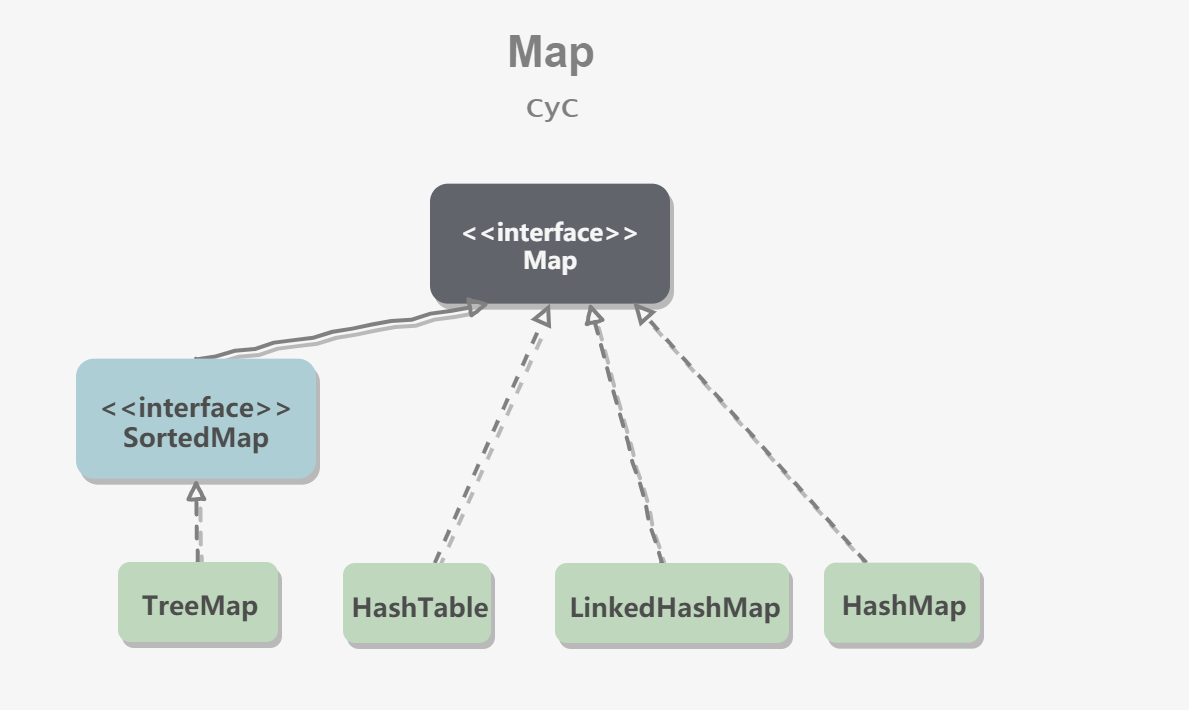 Map
CyC
<<interface>>
Map
<<interface>>
SortedMap
TreeMap
HashTable
LinkedHashMap
HashMap